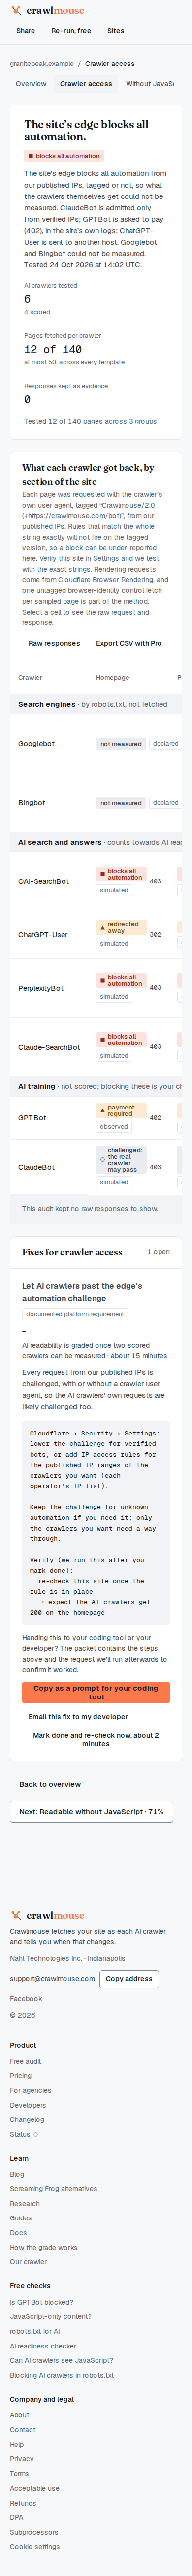 crawlmouse
Share Re-run, free Sites
granitepeak.example / Crawler access
Overview Crawler access Without JavaSc
The site's edge blocks all
automation.
blocks all automation
The site's edge blocks all automation from
our published IPs, tagged or not, so what
the crawlers themselves get could not be
measured. ClaudeBot is admitted only
from verified IPs; GPTBot is asked to pay
(402), in the site's own logs; ChatGPT-
User is sent to another host. Googlebot
and Bingbot could not be measured.
Tested 24 Oct 2026 at 14:02 UTC.
AI crawlers tested
6
4 scored
Pages fetched per crawler
12 of 140
at most 50, across every template
Responses kept as evidence
0
Tested 12 of 140 pages across 3 groups
What each crawler got back, by
section of the site
Each page was requested with the crawler's
own user agent, tagged "Crawlmouse/2.0
(+https://crawlmouse.com/bot)", from our
published IPs. Rules that match the whole
string exactly will not fire on the tagged
version, so a block can be under-reported
here. Verify this site in Settings and we test
with the exact strings. Rendering requests
come from Cloudflare Browser Rendering, and
one untagged browser-identity control fetch
per sampled page is part of the method.
Select a cell to see the raw request and
response.
Raw responses Export CSV with Pro
Crawler Homepage P
Search engines · by robots.txt, not fetched
Googlebot not measured declared
Bingbot not measured declared
AI search and answers · counts towards AI read
OAI-SearchBot blocks all automation 403
simulated
ChatGPT-User redirected away 302
simulated
PerplexityBot blocks all automation 403
simulated
Claude-SearchBot blocks all automation 403
simulated
AI training · not scored; blocking these is your ch
GPTBot payment required 402
observed
ClaudeBot challenged: the real crawler may pass 403
simulated
This audit kept no raw responses to show.
Fixes for crawler access 1 open
Let AI crawlers past the edge's
automation challenge
documented platform requirement
–
AI readability is graded once two scored
crawlers can be measured · about 15 minutes
Every request from our published IPs is
challenged, with or without a crawler user
agent, so the AI crawlers' own requests are
likely challenged too.
Cloudflare › Security › Settings:
lower the challenge for verified
bots, or add IP access rules for
the published IP ranges of the
crawlers you want (each
operator's IP list).
Keep the challenge for unknown
automation if you need it; only
the crawlers you want need a way
through.
Verify (we run this after you
mark done):
re-check this site once the
rule is in place
→ expect the AI crawlers get
200 on the homepage
Handing this to your coding tool or your
developer? The packet contains the steps
above and the request we'll run afterwards to
confirm it worked.
Copy as a prompt for your coding
tool
Email this fix to my developer
Mark done and re-check now, about 2
minutes
Back to overview
Next: Readable without JavaScript · 71%
crawlmouse
Crawlmouse fetches your site as each AI crawler
and tells you when that changes.
Nahl Technologies Inc. · Indianapolis
support@crawlmouse.com Copy address
Facebook
© 2026
Product
Free audit
Pricing
For agencies
Developers
Changelog
Status
Learn
Blog
Screaming Frog alternatives
Research
Guides
Docs
How the grade works
Our crawler
Free checks
Is GPTBot blocked?
JavaScript-only content?
robots.txt for AI
AI readiness checker
Can AI crawlers see JavaScript?
Blocking AI crawlers in robots.txt
Company and legal
About
Contact
Help
Privacy
Terms
Acceptable use
Refunds
DPA
Subprocessors
Cookie settings